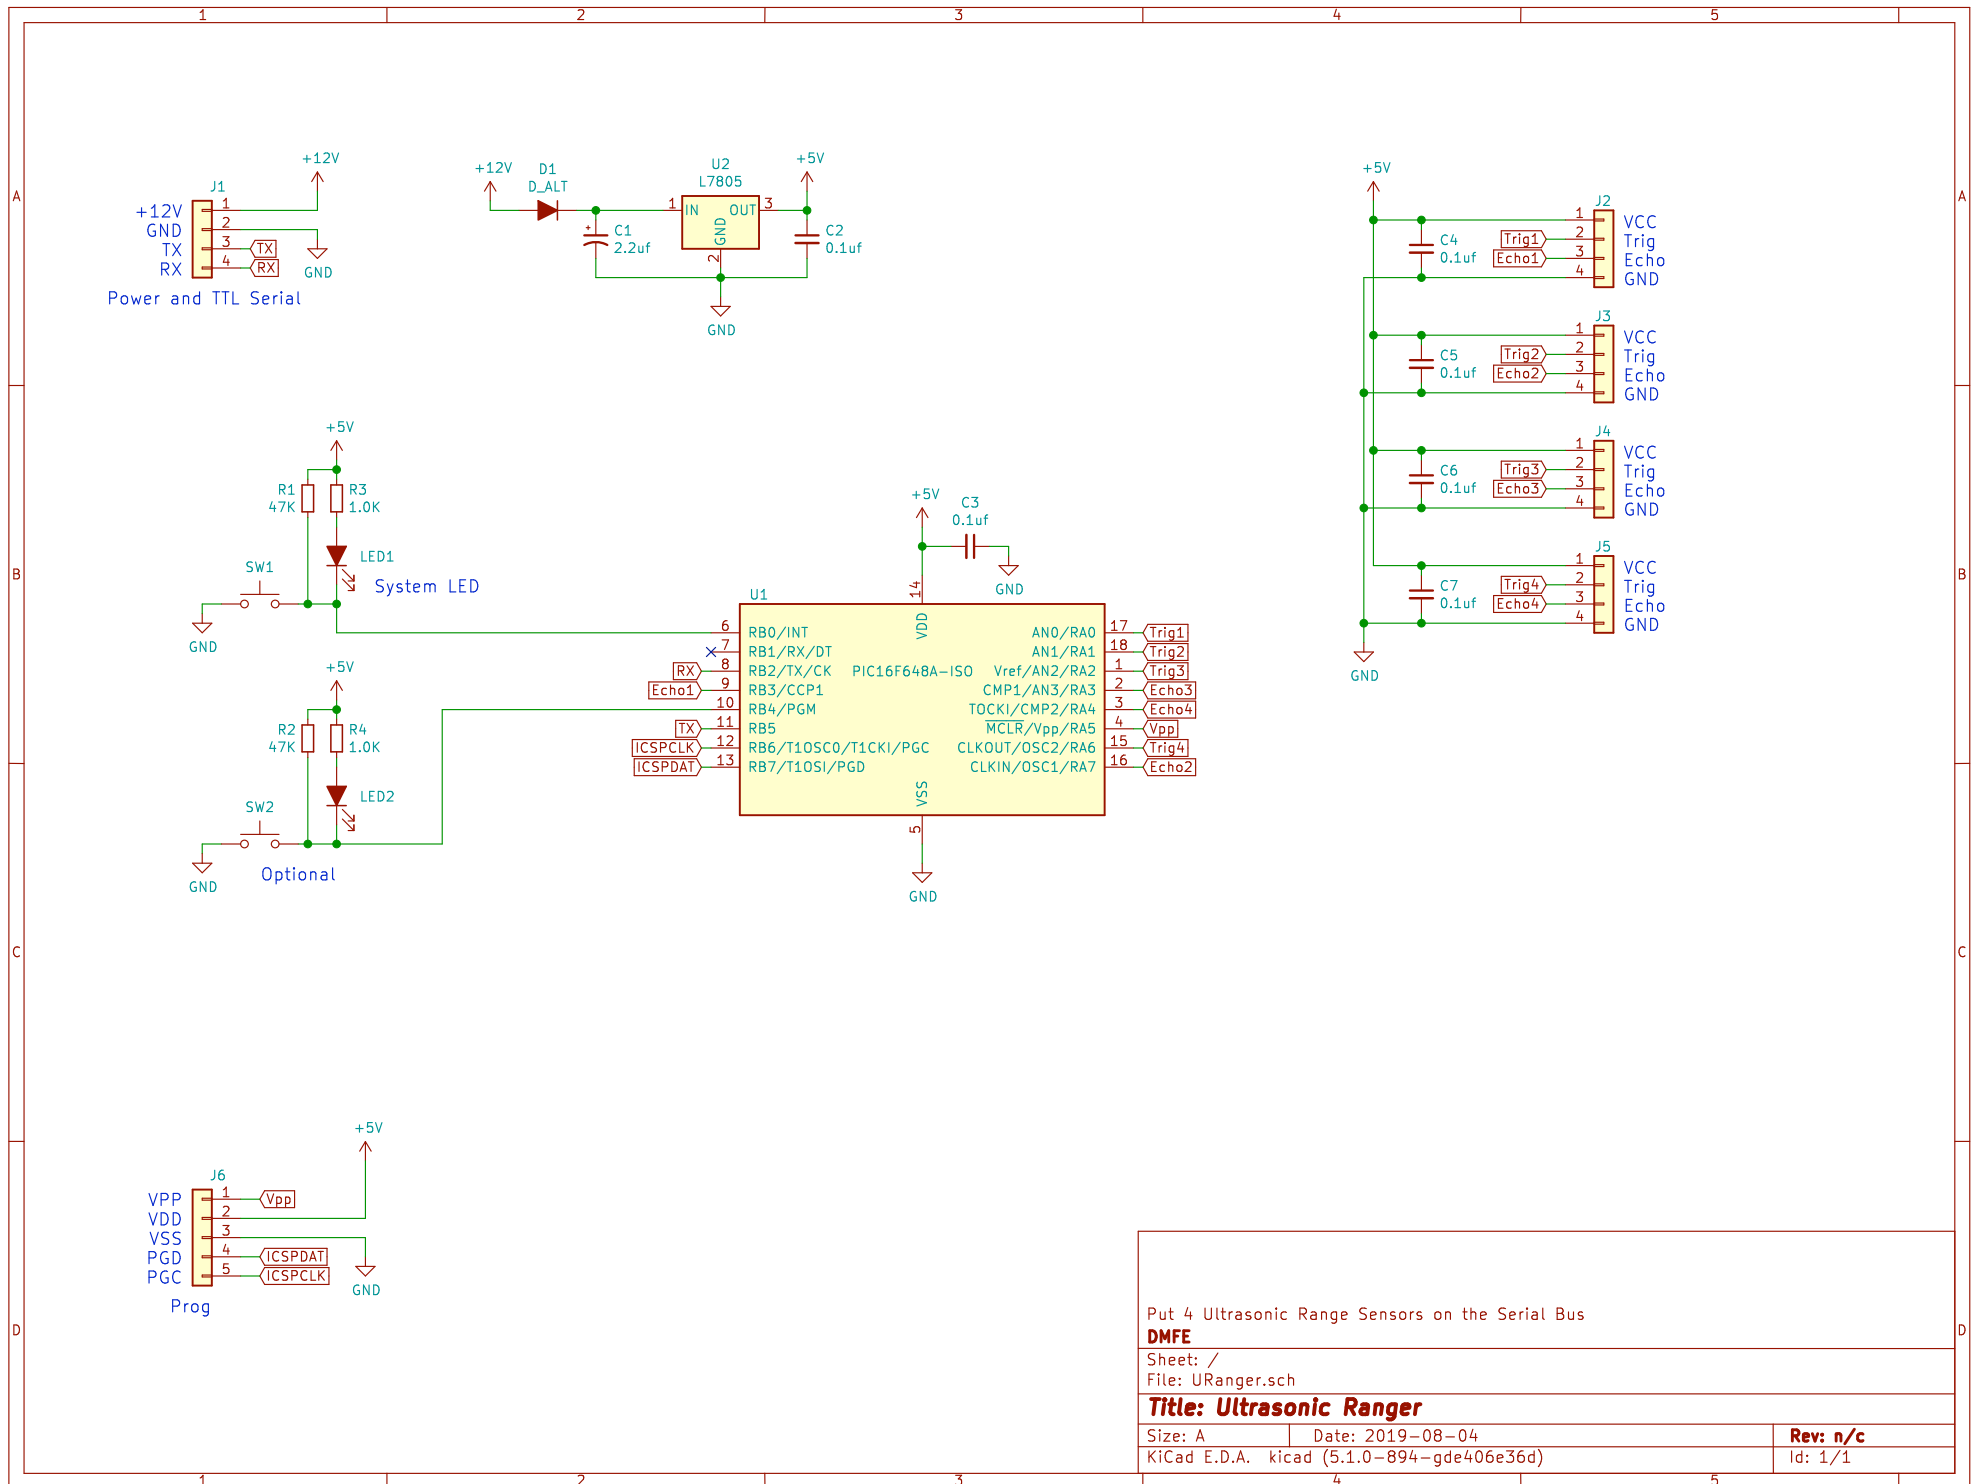 1 2 3 4 5
A
B
C
D
A
B
C
D
1 2 3 4 5
+12V
J1
+12V 1
GND 2
TX 3 TX
RX 4 RX
GND
Power and TTL Serial
+12V
D1
D_ALT
U2
L7805
+5V
1 IN OUT 3
GND
2
+
C1
2.2uf
C2
0.1uf
GND
+5V
J2
1 VCC
Trig1 2 Trig
Echo1 3 Echo
4 GND
C4
0.1uf
J3
1 VCC
Trig2 2 Trig
Echo2 3 Echo
4 GND
C5
0.1uf
J4
1 VCC
Trig3 2 Trig
Echo3 3 Echo
4 GND
C6
0.1uf
J5
1 VCC
Trig4 2 Trig
Echo4 3 Echo
4 GND
C7
0.1uf
GND
+5V
R1
47K
R3
1.0K
LED1
SW1
System LED
GND
+5V
R2
47K
R4
1.0K
LED2
SW2
GND
Optional
+5V
C3
0.1uf
GND
U1
14
VDD
PIC16F648A-ISO
6 RB0/INT
7 RB1/RX/DT
RX 8 RB2/TX/CK
Echo1 9 RB3/CCP1
10 RB4/PGM
TX 11 RB5
ICSPCLK 12 RB6/T1OSCO/T1CKI/PGC
ICSPDAT 13 RB7/T1OSI/PGD
AN0/RA0 17 Trig1
AN1/RA1 18 Trig2
Vref/AN2/RA2 1 Trig3
CMP1/AN3/RA3 2 Echo3
TOCKI/CMP2/RA4 3 Echo4
MCLR/Vpp/RA5 4 Vpp
CLKOUT/OSC2/RA6 15 Trig4
CLKIN/OSC1/RA7 16 Echo2
VSS
5
GND
+5V
J6
VPP 1 Vpp
VDD 2
VSS 3
PGD 4 ICSPDAT
PGC 5 ICSPCLK
GND
Prog
Put 4 Ultrasonic Range Sensors on the Serial Bus
DMFE
Sheet: /
File: URanger.sch
Title: Ultrasonic Ranger
Size: A Date: 2019-08-04 Rev: n/c
KiCad E.D.A. kicad (5.1.0-894-gde406e36d) Id: 1/1